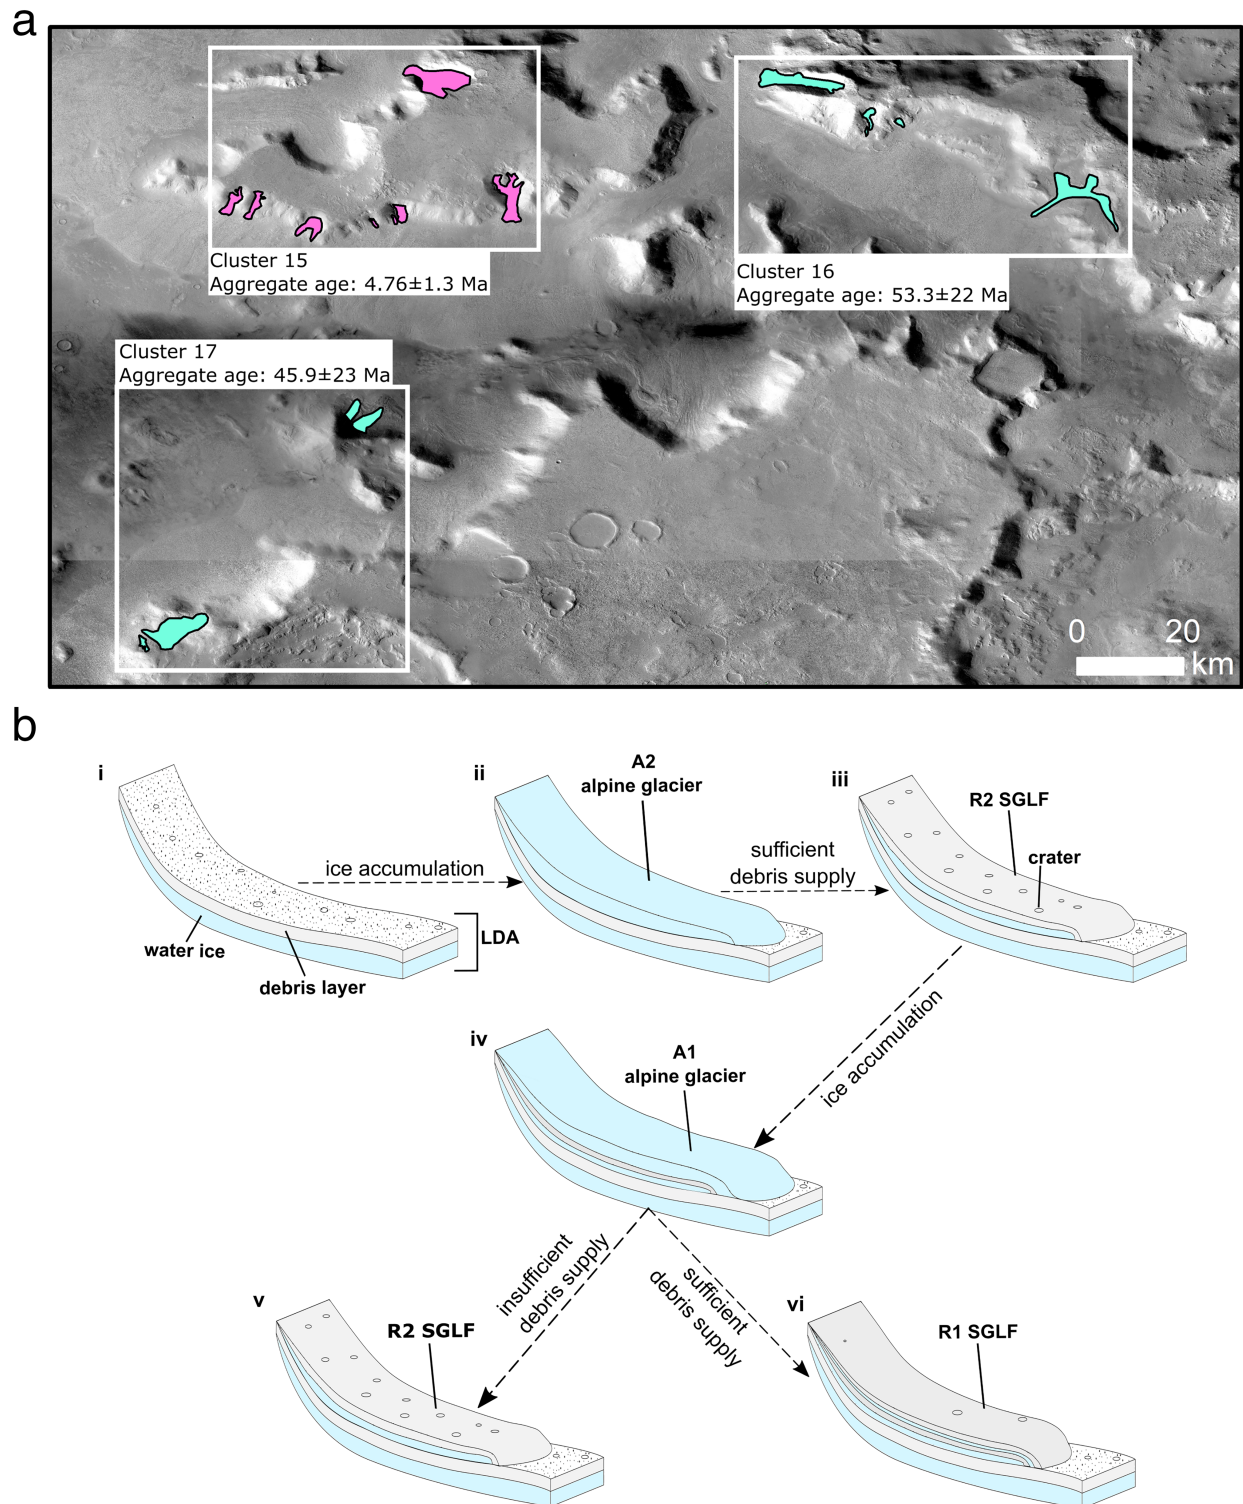 a
Cluster 15
Aggregate age: 4.76±1.3 Ma
Cluster 16
Aggregate age: 53.3±22 Ma
Cluster 17
Aggregate age: 45.9±23 Ma
0 20
km
b
i
water ice
debris layer
LDA
ice accumulation
ii
A2
alpine glacier
sufficient
debris supply
iii
R2 SGLF
crater
ice accumulation
iv
A1
alpine glacier
insufficient
debris supply
sufficient
debris supply
v
R2 SGLF
vi
R1 SGLF